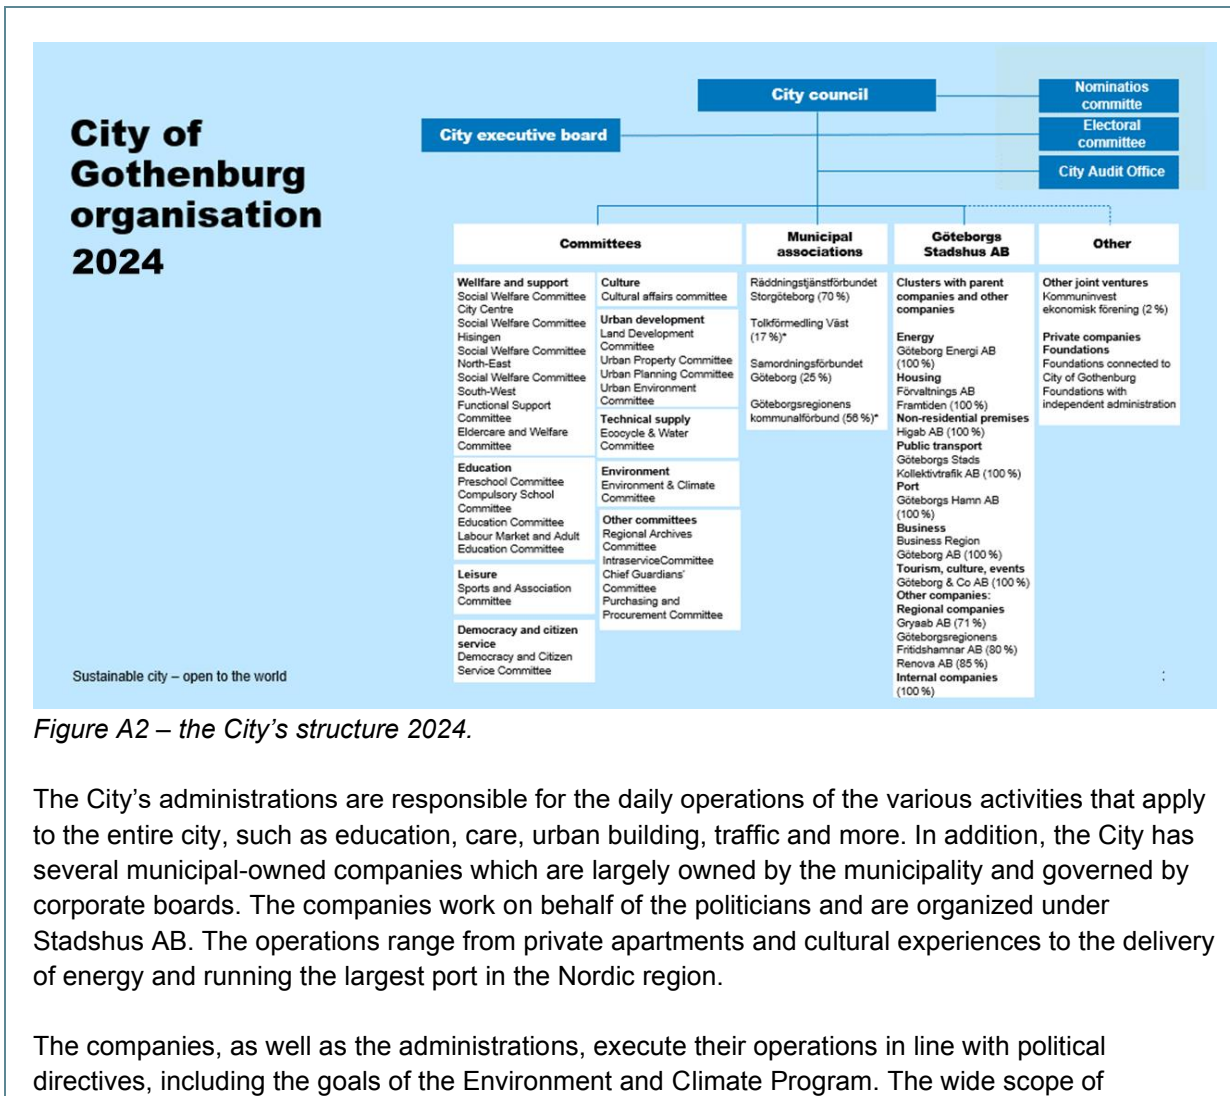 City of
Gothenburg
organisation
2024
City council
Nominatios
committe
City executive board
Electoral
committee
City Audit Office
Committees
Municipal
associations
Göteborgs
Stadshus AB
Other
Wellfare and support
Social Welfare Committee
City Centre
Social Welfare Committee
Hisingen
Social Welfare Committee
North-East
Social Welfare Committee
South-West
Functional Support
Committee
Eldercare and Welfare
Committee
Education
Preschool Committee
Compulsory School
Committee
Education Committee
Labour Market and Adult
Education Committee
Leisure
Sports and Association
Committee
Democracy and citizen
service
Democracy and Citizen
Service Committee
Culture
Cultural affairs committee
Urban development
Land Development
Committee
Urban Property Committee
Urban Planning Committee
Urban Environment
Committee
Technical supply
Ecocycle & Water
Committee
Environment
Environment & Climate
Committee
Other committees
Regional Archives
Committee
IntraserviceCommittee
Chief Guardians'
Committee
Purchasing and
Procurement Committee
Räddningstjänstförbundet
Storgöteborg (70 %)
Tolkförmedling Väst
(17 %)*
Samordningsförbundet
Göteborg (25 %)
Göteborgsregionens
kommunalförbund (56 %)*
Clusters with parent
companies and other
companies
Energy
Göteborg Energi AB
(100 %)
Housing
Förvaltnings AB
Framtiden (100 %)
Non-residential premises
Higab AB (100 %)
Public transport
Göteborgs Stads
Kollektivtrafik AB (100 %)
Port
Göteborgs Hamn AB
(100 %)
Business
Business Region
Göteborg AB (100 %)
Tourism, culture, events
Göteborg & Co AB (100 %)
Other companies:
Regional companies
Gryaab AB (71 %)
Göteborgsregionens
Fritidshamnar AB (80 %)
Renova AB (85 %)
Internal companies
(100 %)
Other joint ventures
Kommuninvest
ekonomisk förening (2 %)
Private companies
Foundations
Foundations connected to
City of Gothenburg
Foundations with
independent administration
Sustainable city – open to the world
:
Figure A2 – the City's structure 2024.
The City's administrations are responsible for the daily operations of the various activities that apply
to the entire city, such as education, care, urban building, traffic and more. In addition, the City has
several municipal-owned companies which are largely owned by the municipality and governed by
corporate boards. The companies work on behalf of the politicians and are organized under
Stadshus AB. The operations range from private apartments and cultural experiences to the delivery
of energy and running the largest port in the Nordic region.
The companies, as well as the administrations, execute their operations in line with political
directives, including the goals of the Environment and Climate Program. The wide scope of